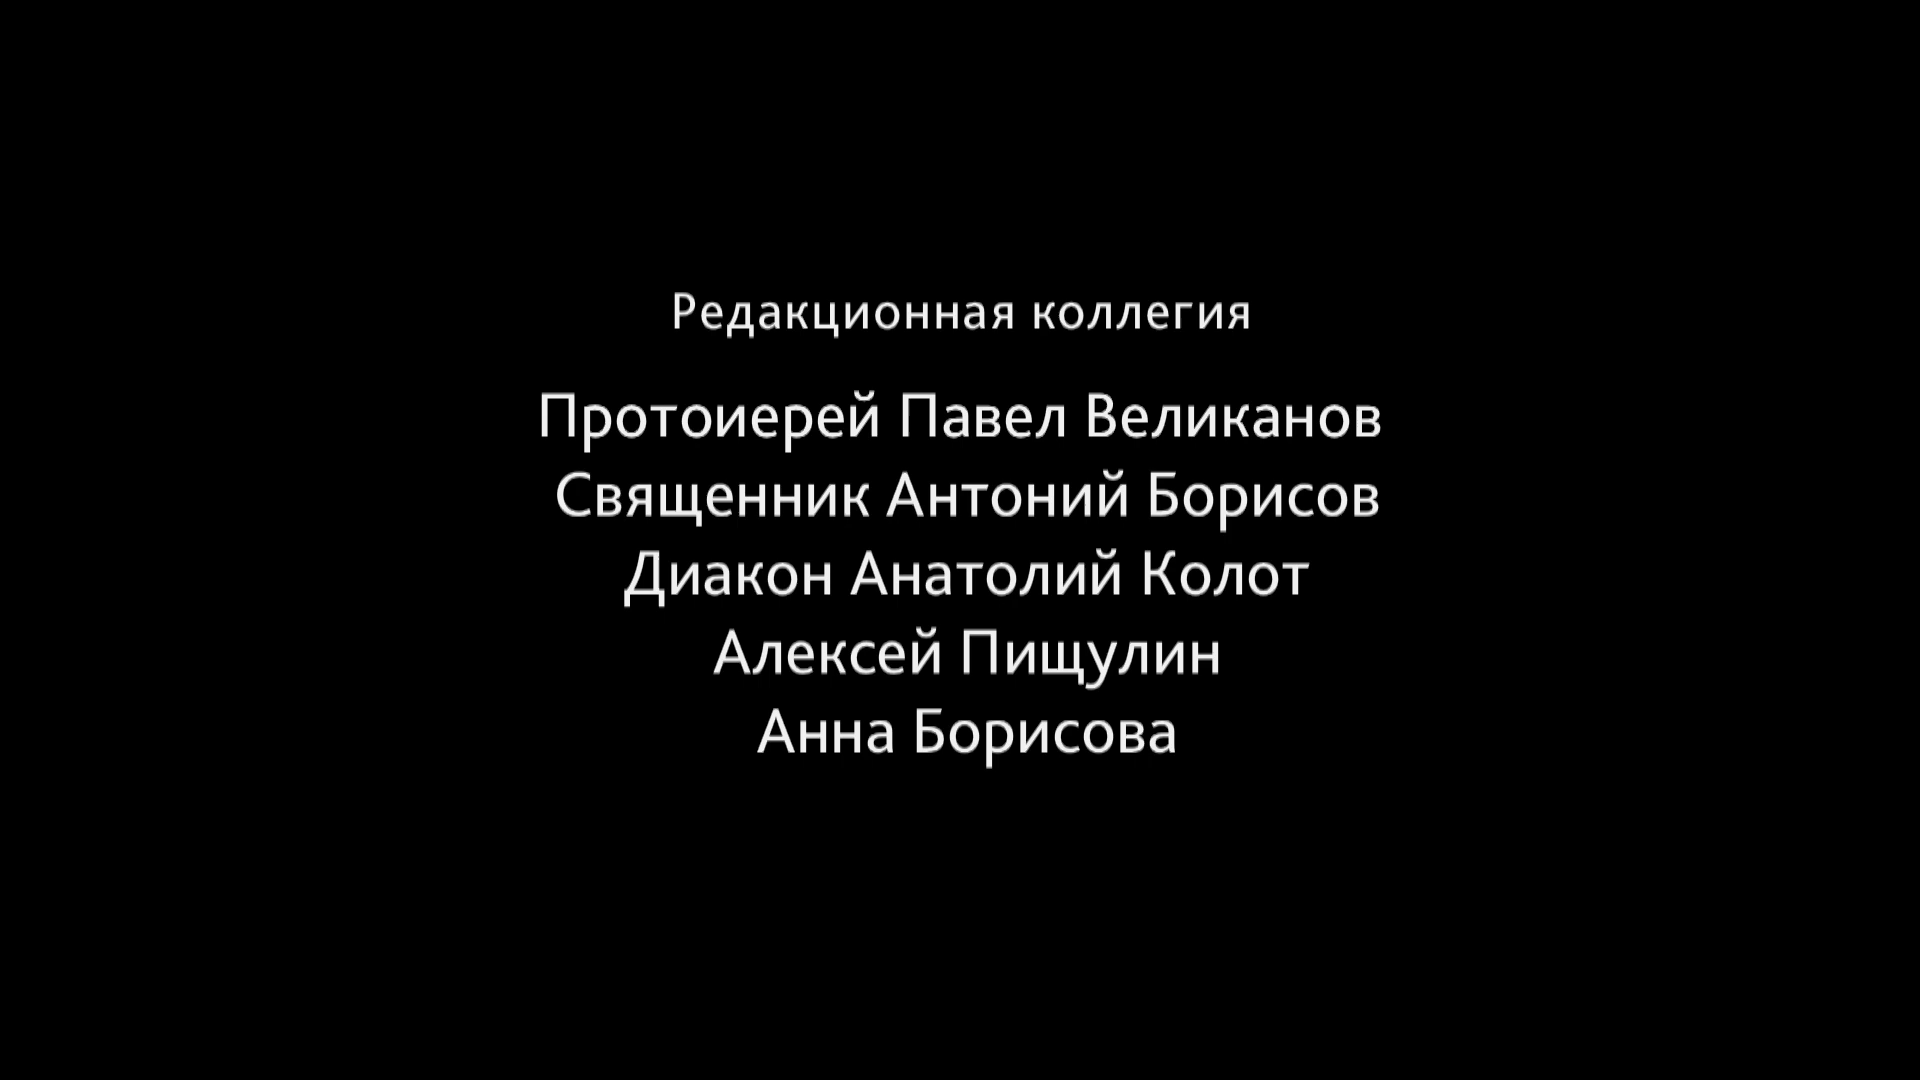 Редакционная коллегия
Протоиерей Павел Великанов
Священник Антоний Борисов
Диакон Анатолий Колот
Алексей Пищулин
Анна Борисова